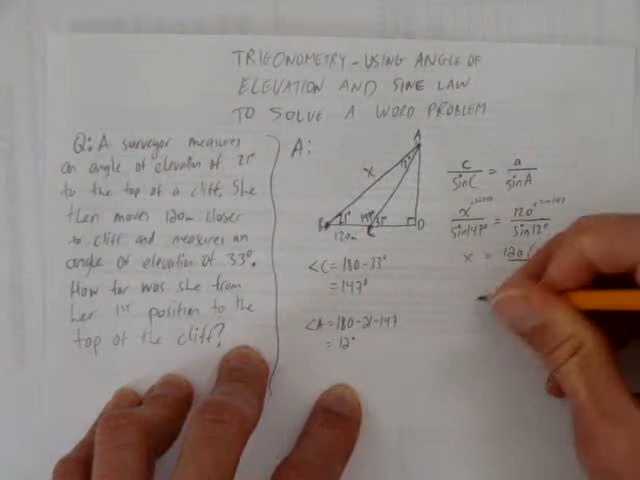 TRIGONOMETRY - USING ANGLE OF
ELEVATION AND SINE LAW
TO SOLVE A WORD PROBLEM
Q: A surveyor measures
an angle of elevation of 21°
to the top of a cliff. She
then moves 120m closer
to cliff and measures an
angle of elevation of 33°.
How far was she from
her 1st position to the
top of the cliff?
A:
A
x
12°
B 21° 147° 33° D
120m C
∠C = 180 - 33°
= 147°
∠A = 180 - 21 - 147
= 12°
c/sinC = a/sinA
x/sin147° = 120/sin12°
x = 120